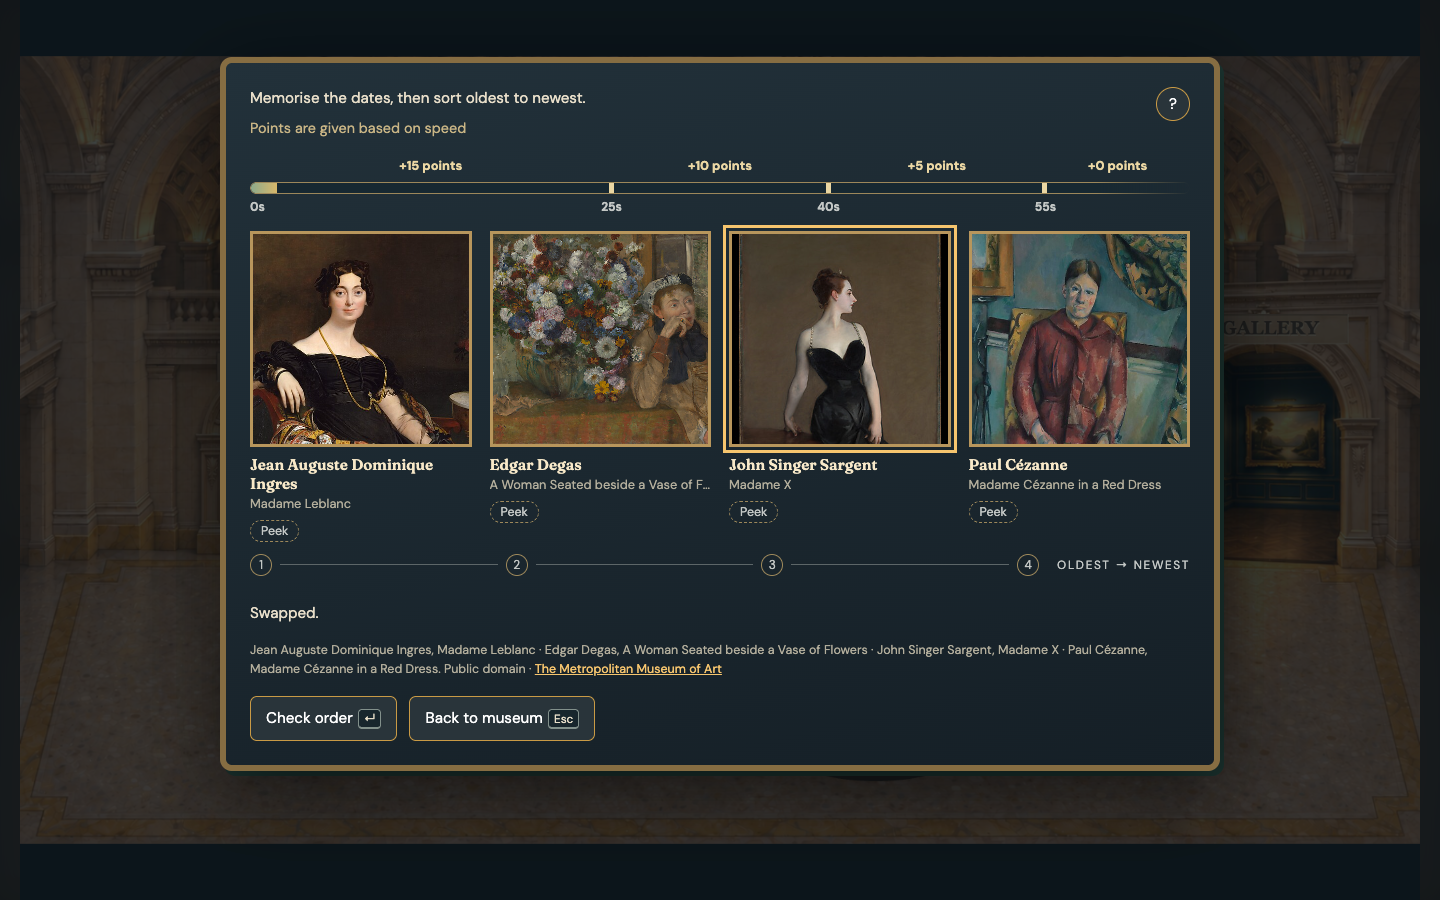 Memorise the dates, then sort oldest to newest.
?
Points are given based on speed
+15 points
+10 points
+5 points
+0 points
0s
25s
40s
55s
GALLERY
Jean Auguste Dominique
Ingres
Madame Leblanc
Peek
Edgar Degas
A Woman Seated beside a Vase of F...
Peek
John Singer Sargent
Madame X
Peek
Paul Cézanne
Madame Cézanne in a Red Dress
Peek
1
2
3
4
OLDEST → NEWEST
Swapped.
Jean Auguste Dominique Ingres, Madame Leblanc · Edgar Degas, A Woman Seated beside a Vase of Flowers · John Singer Sargent, Madame X · Paul Cézanne,
Madame Cézanne in a Red Dress. Public domain · The Metropolitan Museum of Art
Check order ↵
Back to museum Esc